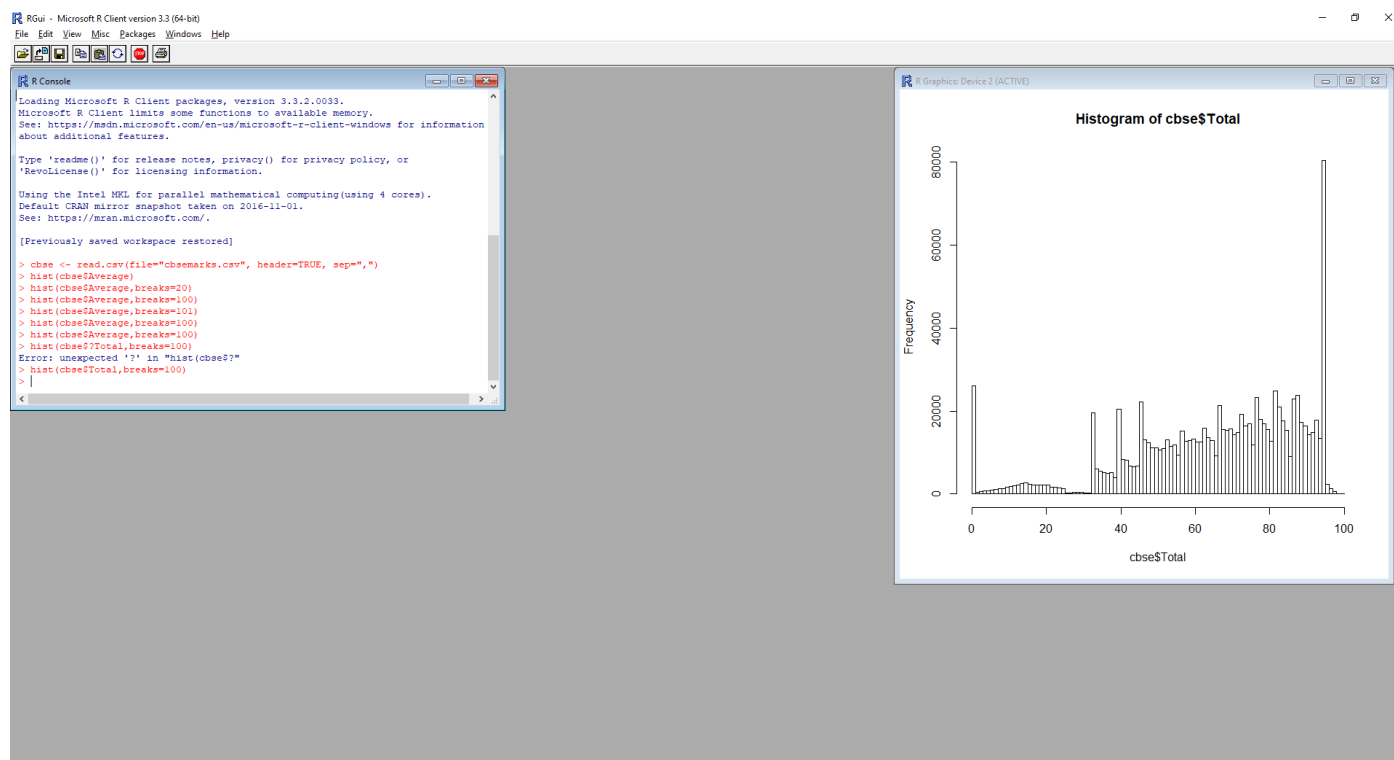 RGui - Microsoft R Client version 3.3 (64-bit)
File Edit View Misc Packages Windows Help
STOP
R Console
Loading Microsoft R Client packages, version 3.3.2.0033.
Microsoft R Client limits some functions to available memory.
See: https://msdn.microsoft.com/en-us/microsoft-r-client-windows for information
about additional features.
Type 'readme()' for release notes, privacy() for privacy policy, or
'RevoLicense()' for licensing information.
Using the Intel MKL for parallel mathematical computing(using 4 cores).
Default CRAN mirror snapshot taken on 2016-11-01.
See: https://mran.microsoft.com/.
[Previously saved workspace restored]
> cbse <- read.csv(file="cbsemarks.csv", header=TRUE, sep=",")
> hist(cbse$Average)
> hist(cbse$Average,breaks=20)
> hist(cbse$Average,breaks=100)
> hist(cbse$Average,breaks=101)
> hist(cbse$Average,breaks=100)
> hist(cbse$Average,breaks=100)
> hist(cbse$?Total,breaks=100)
Error: unexpected '?' in "hist(cbse$?"
> hist(cbse$Total,breaks=100)
>
R Graphics: Device 2 (ACTIVE)
Histogram of cbse$Total
Frequency
80000
60000
40000
20000
0
0 20 40 60 80 100
cbse$Total